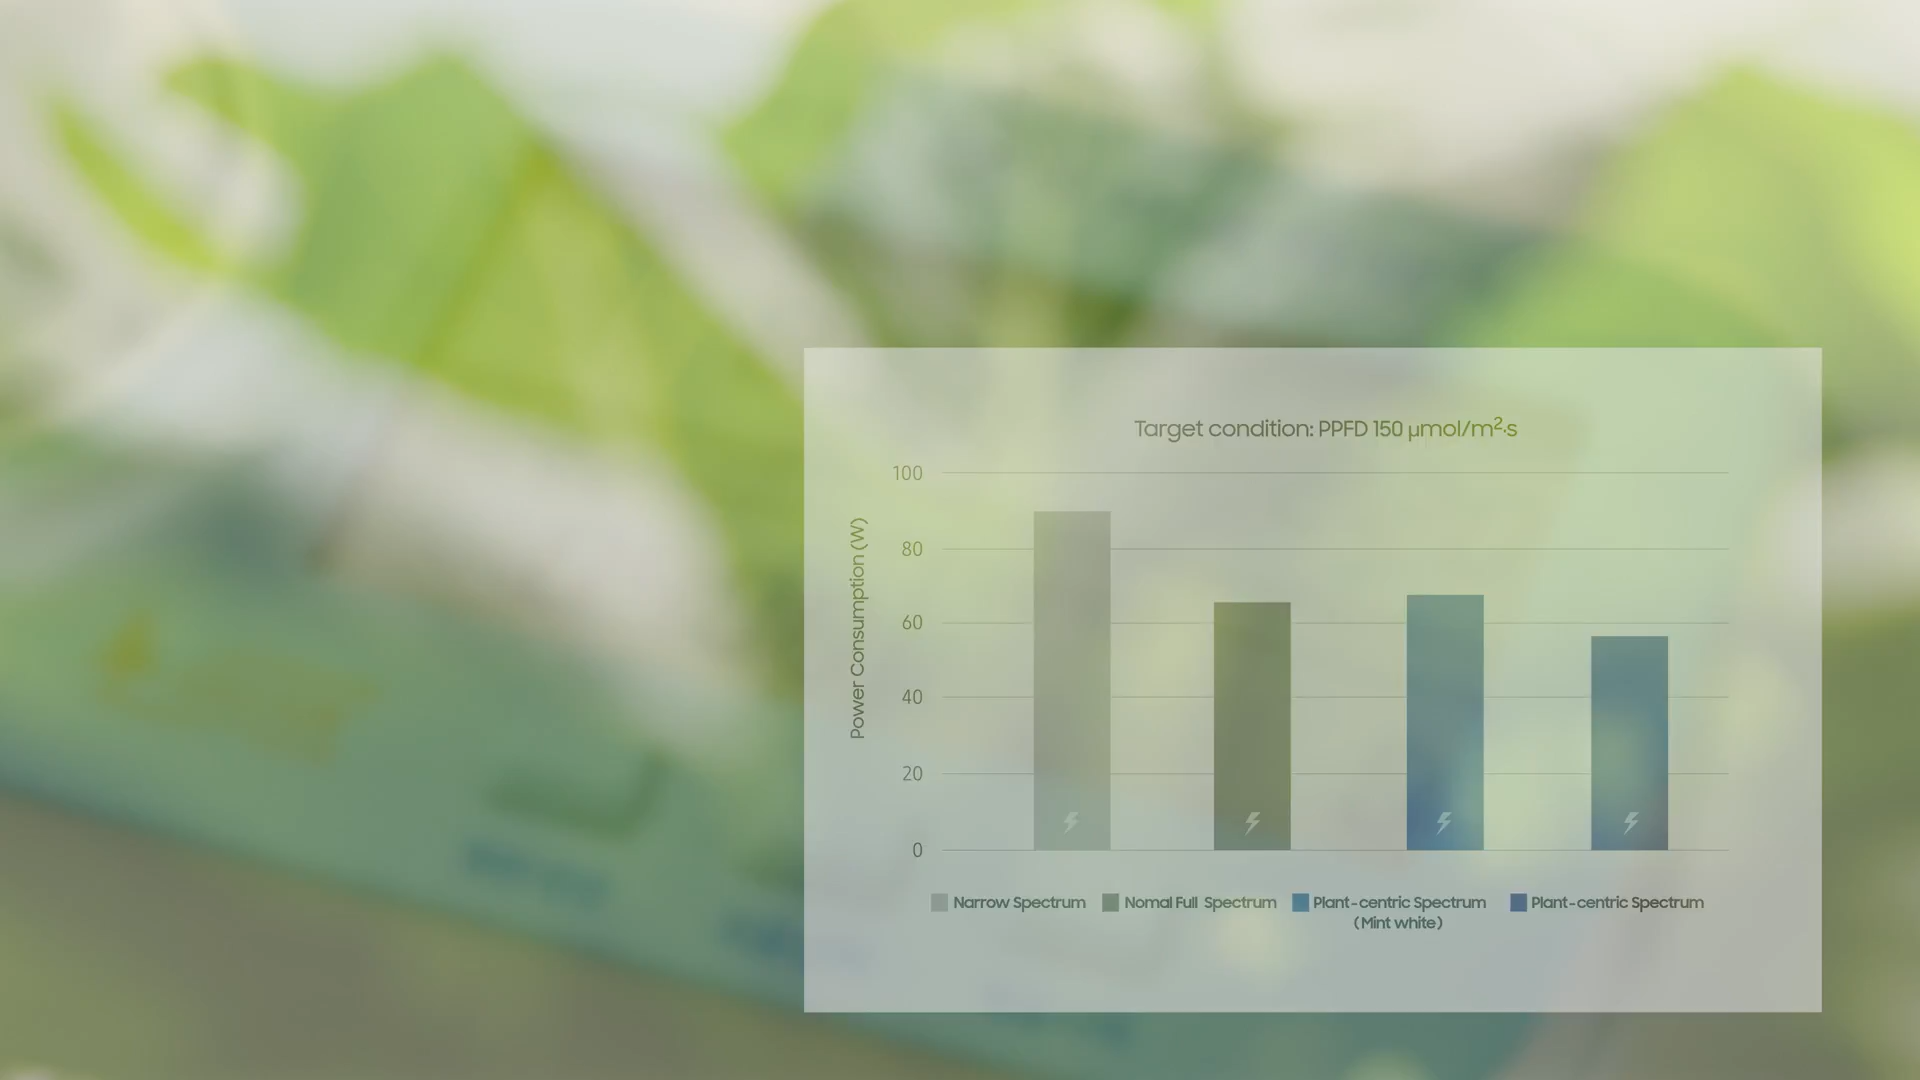 Target condition: PPFD 150 µmol/m²·s
Power Consumption (W)
100
80
60
40
20
0
Narrow Spectrum
Nomal Full Spectrum
Plant-centric Spectrum
(Mint white)
Plant-centric Spectrum